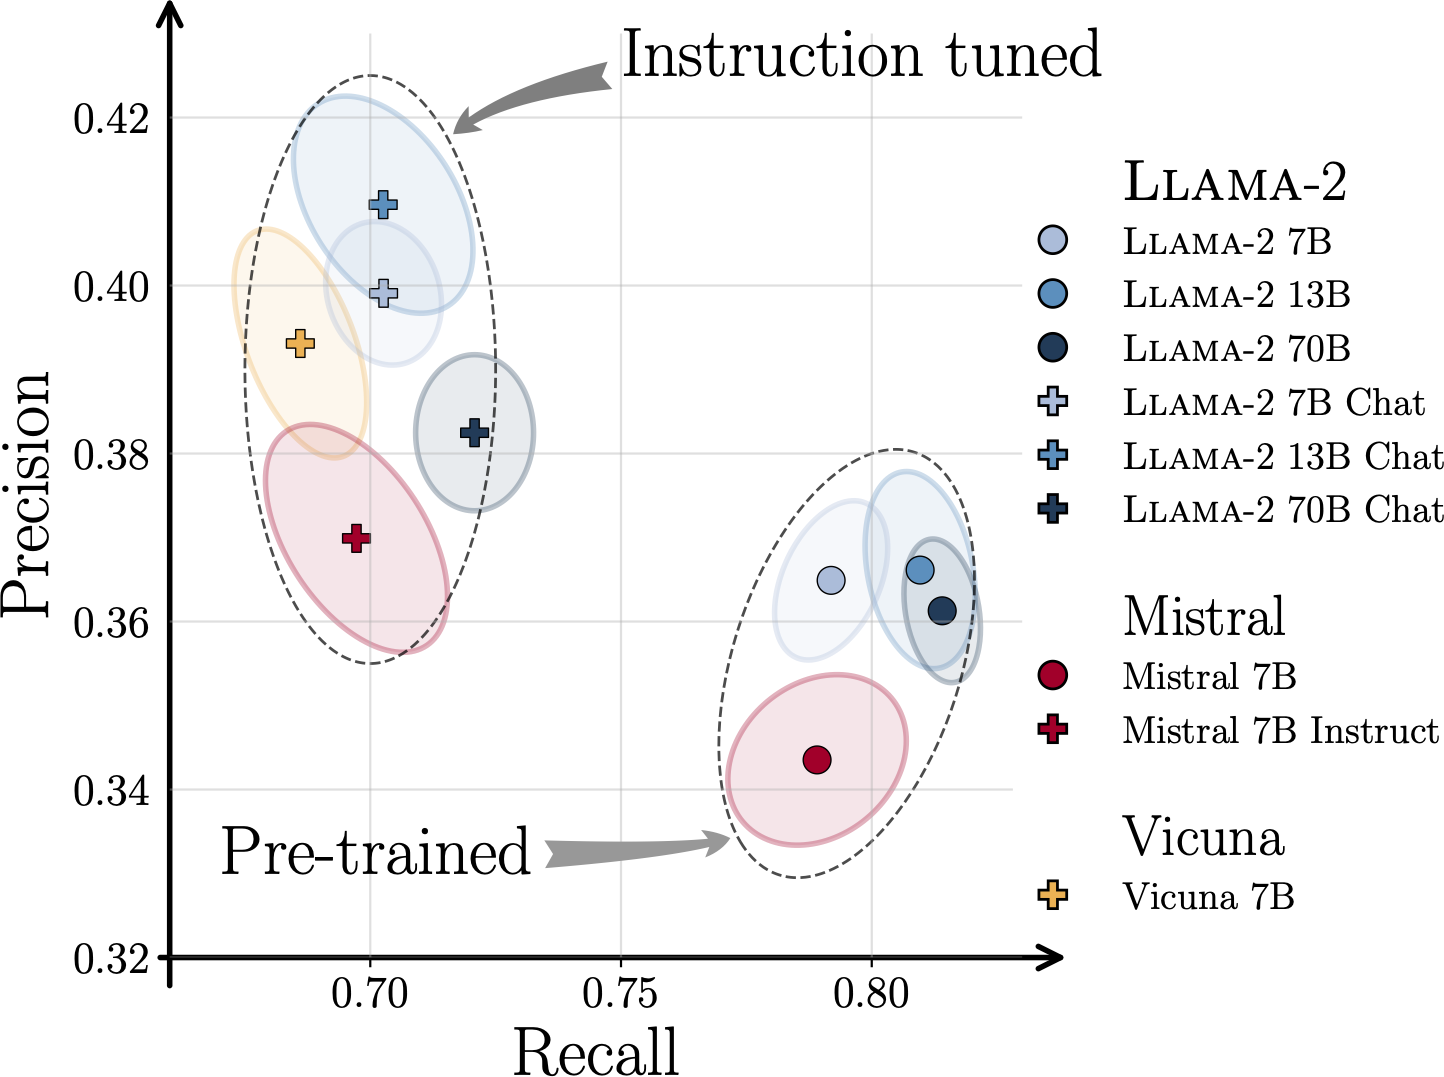 Instruction tuned
0.42
0.40
0.38
0.36
0.34
0.32
Precision
Pre-trained
0.70
0.75
0.80
Recall
LLAMA-2
LLAMA-2 7B
LLAMA-2 13B
LLAMA-2 70B
LLAMA-2 7B Chat
LLAMA-2 13B Chat
LLAMA-2 70B Chat
Mistral
Mistral 7B
Mistral 7B Instruct
Vicuna
Vicuna 7B